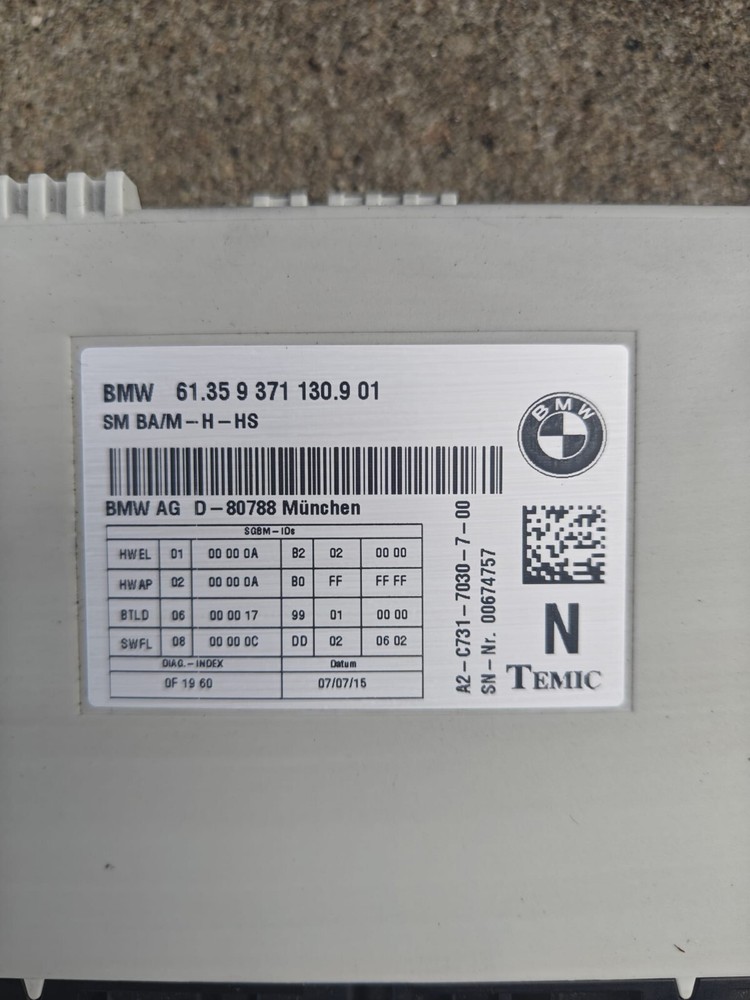 BMW 61.35 9 371 130.9 01
SM BA/M-H-HS
BMW
BMW AG D-80788 München
SGBM-IDs
HWEL 01 00 00 0A B2 02 00 00
HWAP 02 00 00 0A B0 FF FF FF
BTLD 06 00 00 17 99 01 00 00
SWFL 08 00 00 0C DD 02 06 02
DIAG.-INDEX Datum
0F 19 60 07/07/15
A2-C731-7030-7-00
SN-Nr. 00674757
N
TEMIC